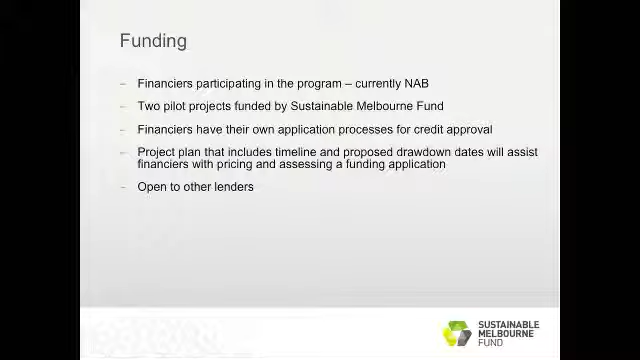 Funding
– Financiers participating in the program – currently NAB
– Two pilot projects funded by Sustainable Melbourne Fund
– Financiers have their own application processes for credit approval
– Project plan that includes timeline and proposed drawdown dates will assist
financiers with pricing and assessing a funding application
– Open to other lenders
SUSTAINABLE
MELBOURNE
FUND